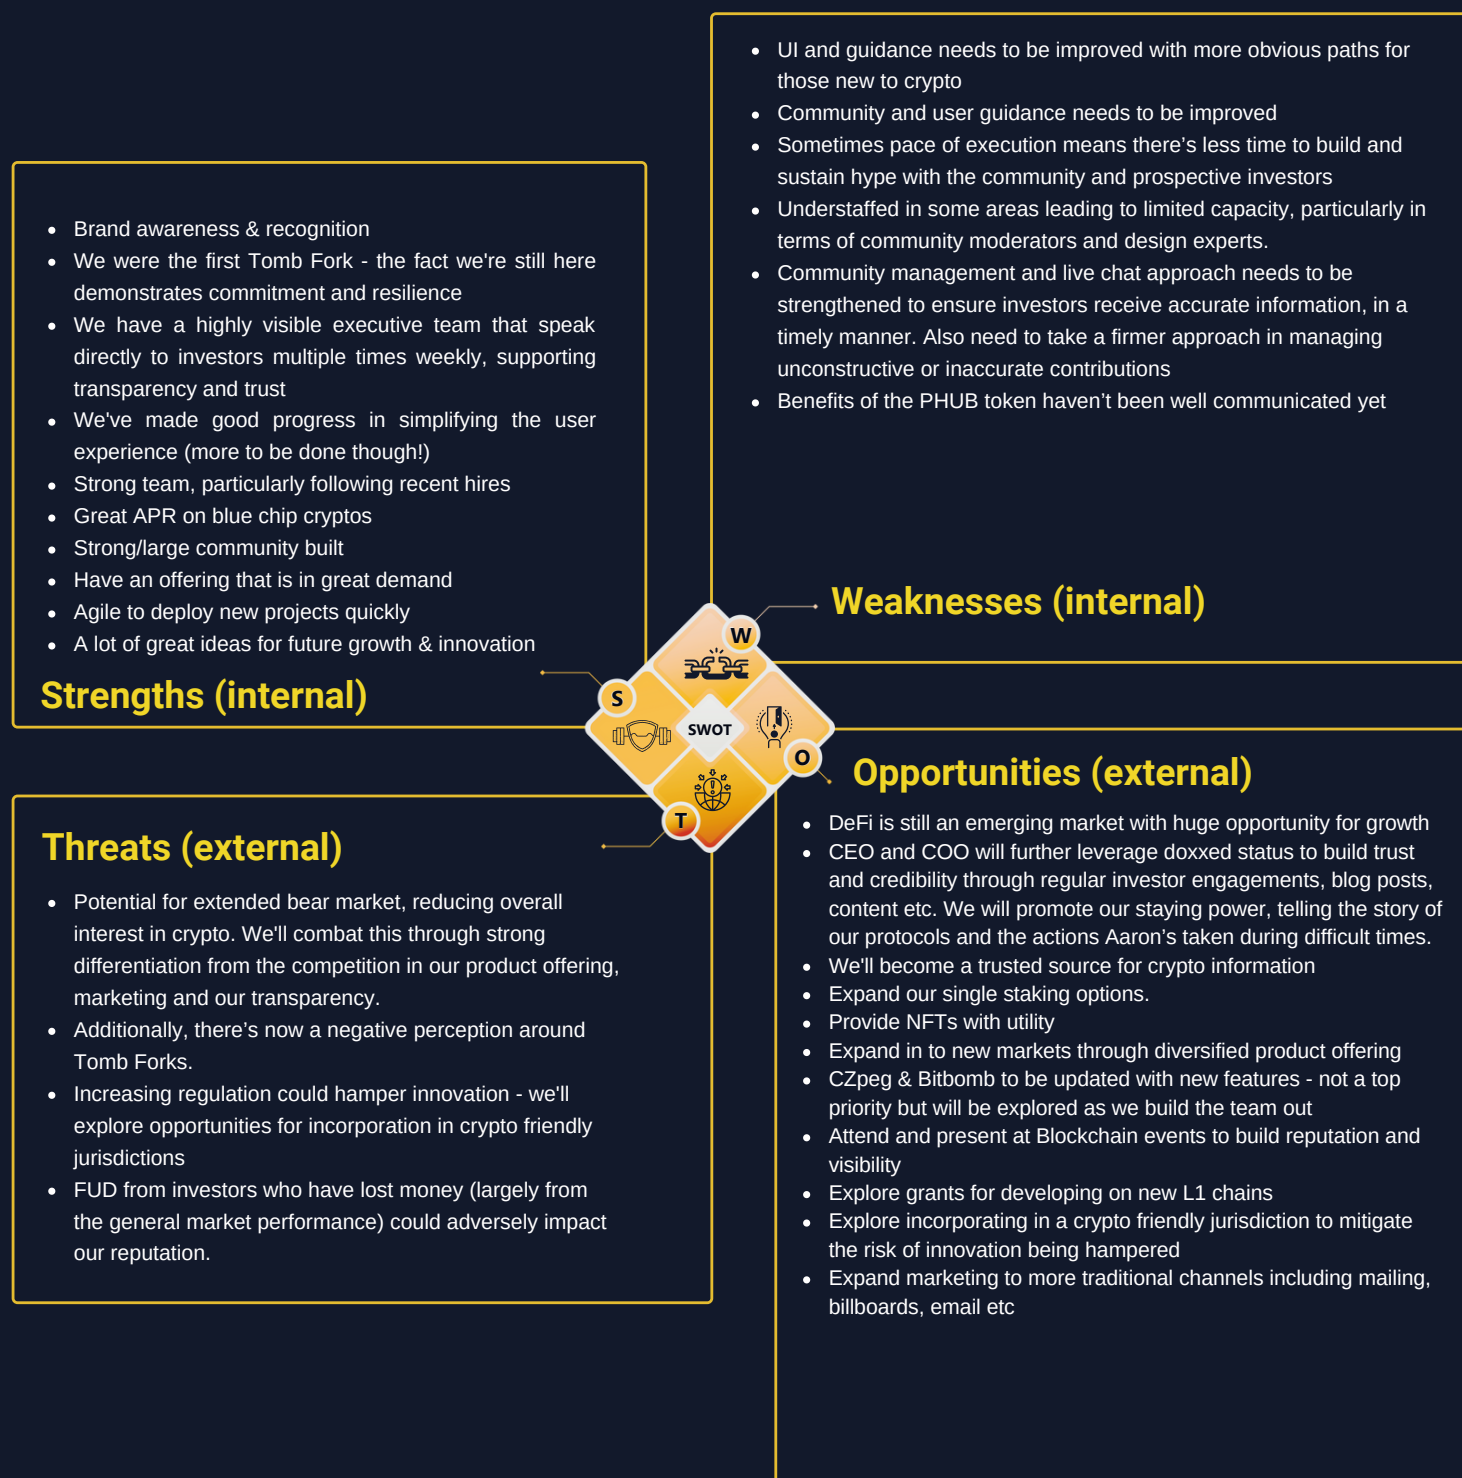 • Brand awareness & recognition
• We were the first Tomb Fork - the fact we're still here
demonstrates commitment and resilience
• We have a highly visible executive team that speak
directly to investors multiple times weekly, supporting
transparency and trust
• We've made good progress in simplifying the user
experience (more to be done though!)
• Strong team, particularly following recent hires
• Great APR on blue chip cryptos
• Strong/large community built
• Have an offering that is in great demand
• Agile to deploy new projects quickly
• A lot of great ideas for future growth & innovation
Strengths (internal)
• UI and guidance needs to be improved with more obvious paths for
those new to crypto
• Community and user guidance needs to be improved
• Sometimes pace of execution means there’s less time to build and
sustain hype with the community and prospective investors
• Understaffed in some areas leading to limited capacity, particularly in
terms of community moderators and design experts.
• Community management and live chat approach needs to be
strengthened to ensure investors receive accurate information, in a
timely manner. Also need to take a firmer approach in managing
unconstructive or inaccurate contributions
• Benefits of the PHUB token haven’t been well communicated yet
Weaknesses (internal)
W
S
SWOT
O
T
Threats (external)
• Potential for extended bear market, reducing overall
interest in crypto. We'll combat this through strong
differentiation from the competition in our product offering,
marketing and our transparency.
• Additionally, there’s now a negative perception around
Tomb Forks.
• Increasing regulation could hamper innovation - we'll
explore opportunities for incorporation in crypto friendly
jurisdictions
• FUD from investors who have lost money (largely from
the general market performance) could adversely impact
our reputation.
Opportunities (external)
• DeFi is still an emerging market with huge opportunity for growth
• CEO and COO will further leverage doxxed status to build trust
and credibility through regular investor engagements, blog posts,
content etc. We will promote our staying power, telling the story of
our protocols and the actions Aaron’s taken during difficult times.
• We'll become a trusted source for crypto information
• Expand our single staking options.
• Provide NFTs with utility
• Expand in to new markets through diversified product offering
• CZpeg & Bitbomb to be updated with new features - not a top
priority but will be explored as we build the team out
• Attend and present at Blockchain events to build reputation and
visibility
• Explore grants for developing on new L1 chains
• Explore incorporating in a crypto friendly jurisdiction to mitigate
the risk of innovation being hampered
• Expand marketing to more traditional channels including mailing,
billboards, email etc